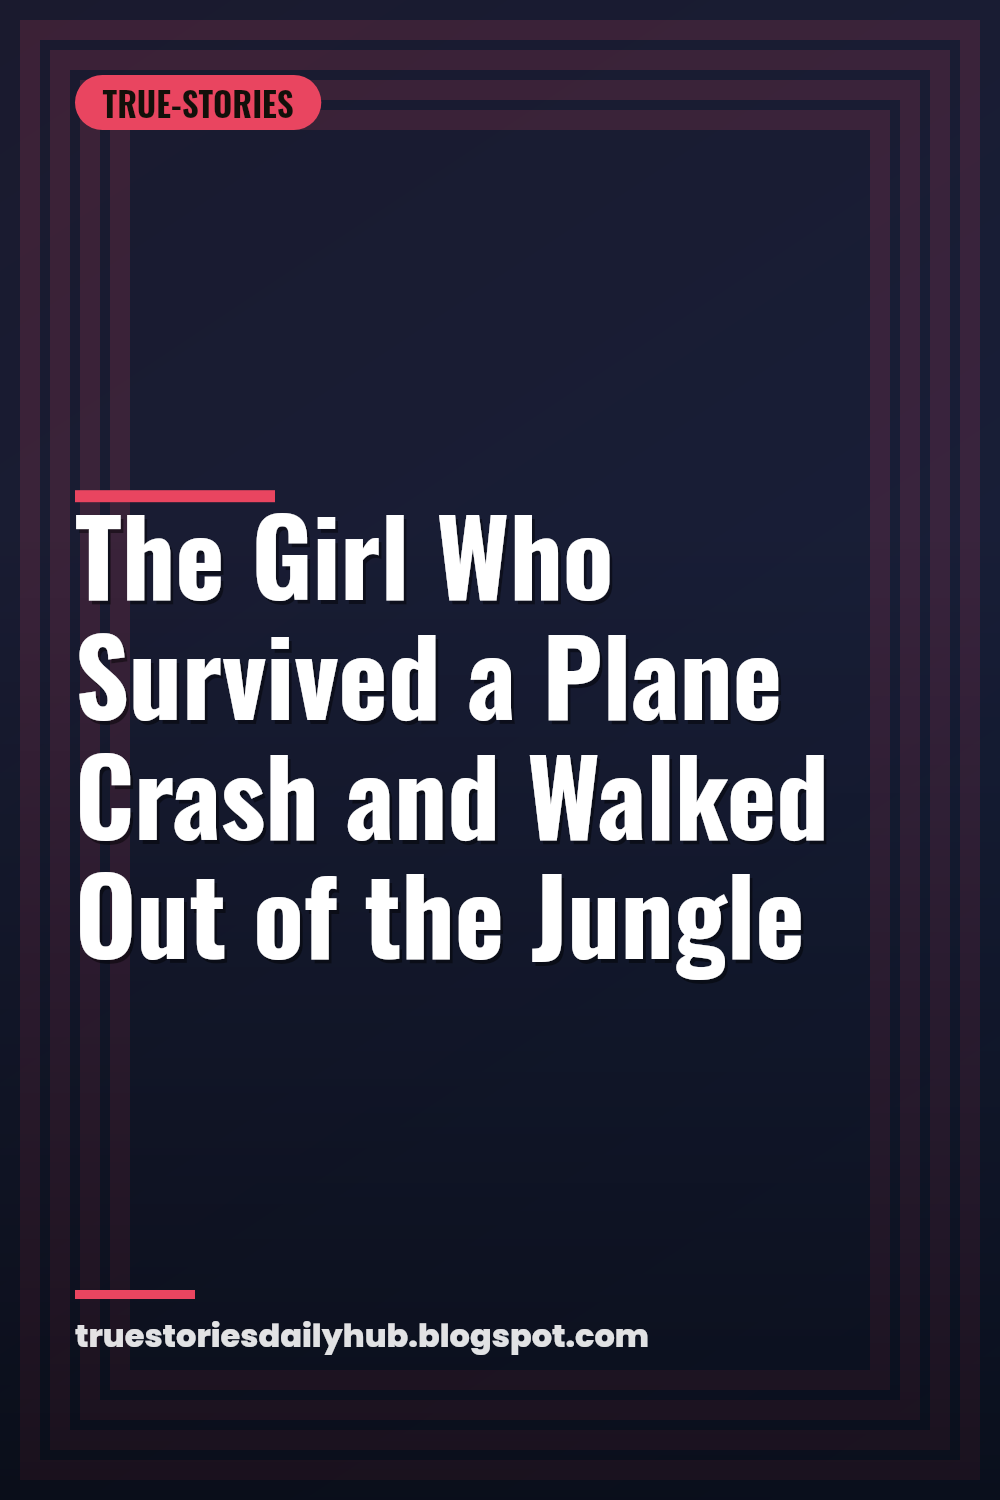 TRUE-STORIES
The Girl Who
Survived a Plane
Crash and Walked
Out of the Jungle
truestoriesdailyhub.blogspot.com